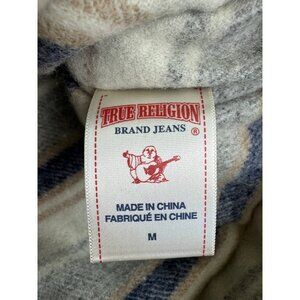 TRUE RELIGION
BRAND JEANS ®
MADE IN CHINA
FABRIQUÉ EN CHINE
M